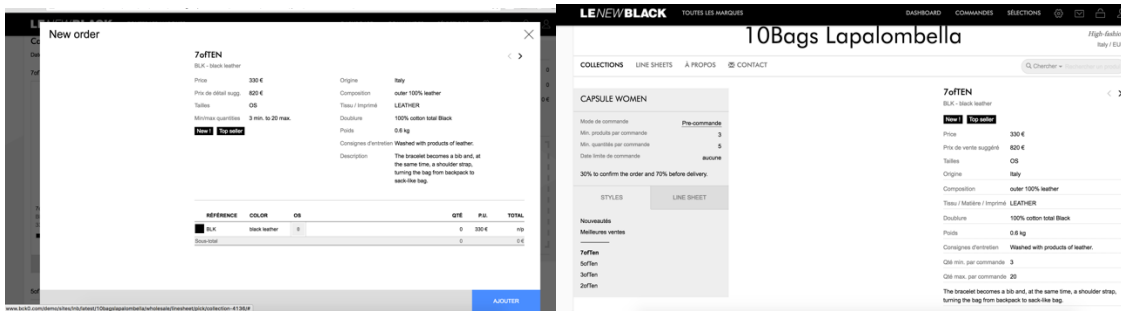 New order
7ofTEN
BLK - black leather
Price 330 €
Prix de détail sugg. 820 €
Tailles OS
Min/max quantities 3 min. to 20 max.
New ! Top seller
Origine Italy
Composition outer 100% leather
Tissu / Imprimé LEATHER
Doublure 100% cotton total Black
Poids 0.6 kg
Consignes d'entretien Washed with products of leather.
Description The bracelet becomes a bib and, at
the same time, a shoulder strap,
turning the bag from backpack to
sack-like bag.
RÉFÉRENCE COLOR OS QTÉ P.U. TOTAL
BLK black leather 0 0 330 € n/p
Sous-total 0 0 €
AJOUTER
LENEWBLACK TOUTES LES MARQUES DASHBOARD COMMANDES SÉLECTIONS
10Bags Lapalombella
High-fashio
Italy / EU
COLLECTIONS LINE SHEETS À PROPOS CONTACT
Chercher
CAPSULE WOMEN
Mode de commande Pre-commande
Min. produits par commande 3
Min. quantités par commande 5
Date limite de commande aucune
30% to confirm the order and 70% before delivery.
STYLES LINE SHEET
Nouveautés
Meilleures ventes
7ofTen
5ofTen
3ofTen
2ofTen
7ofTEN
BLK - black leather
New ! Top seller
Price 330 €
Prix de vente suggéré 820 €
Tailles OS
Origine Italy
Composition outer 100% leather
Tissu / Matière / Imprimé LEATHER
Doublure 100% cotton total Black
Poids 0.6 kg
Consignes d'entretien Washed with products of leather.
Qté min. par commande 3
Qté max. par commande 20
The bracelet becomes a bib and, at the same time, a shoulder strap,
turning the bag from backpack to sack-like bag.